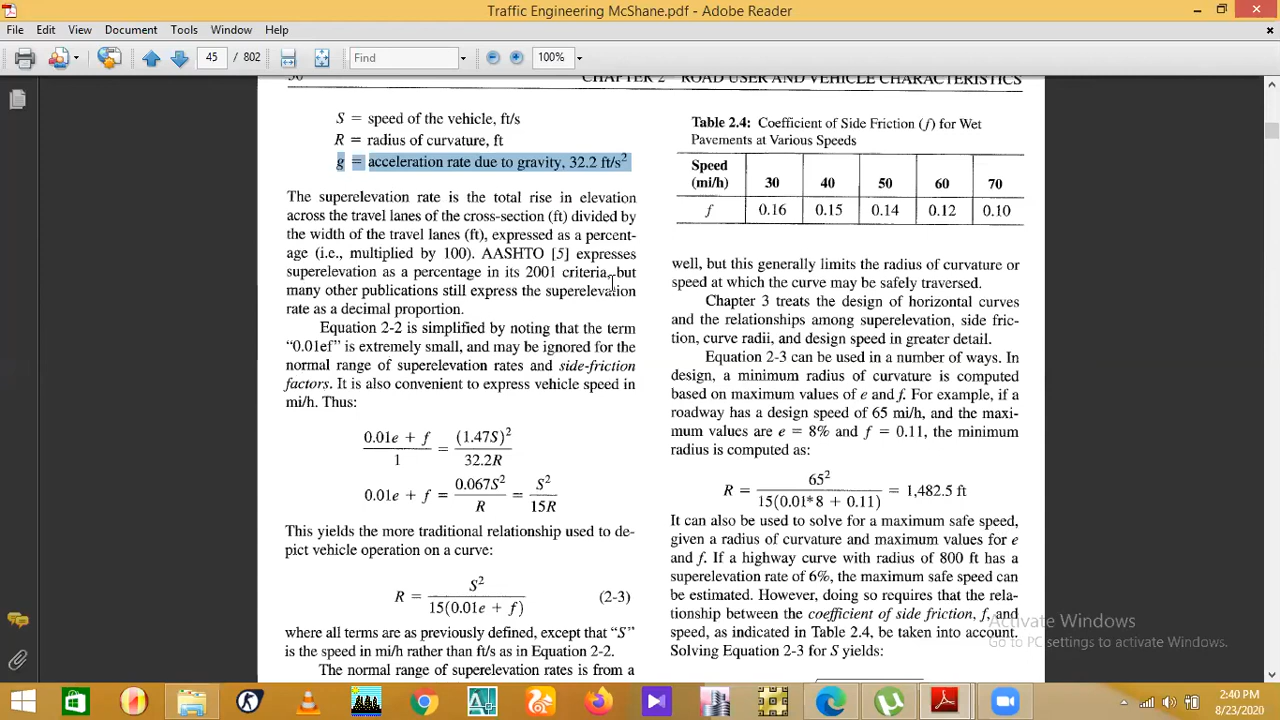 Traffic Engineering McShane.pdf - Adobe Reader
File Edit View Document Tools Window Help
45 / 802 Find 100%
CHAPTER 2 ROAD USER AND VEHICLE CHARACTERISTICS
S = speed of the vehicle, ft/s
R = radius of curvature, ft
g = acceleration rate due to gravity, 32.2 ft/s²
The superelevation rate is the total rise in elevation
across the travel lanes of the cross-section (ft) divided by
the width of the travel lanes (ft), expressed as a percent-
age (i.e., multiplied by 100). AASHTO [5] expresses
superelevation as a percentage in its 2001 criteria, but
many other publications still express the superelevation
rate as a decimal proportion.
Equation 2-2 is simplified by noting that the term
“0.01ef” is extremely small, and may be ignored for the
normal range of superelevation rates and side-friction
factors. It is also convenient to express vehicle speed in
mi/h. Thus:
(0.01e + f)/1 = (1.47S)²/32.2R
0.01e + f = 0.067S²/R = S²/15R
This yields the more traditional relationship used to de-
pict vehicle operation on a curve:
R = S²/15(0.01e + f) (2-3)
where all terms are as previously defined, except that “S”
is the speed in mi/h rather than ft/s as in Equation 2-2.
The normal range of superelevation rates is from a
Table 2.4: Coefficient of Side Friction (f) for Wet
Pavements at Various Speeds
Speed
(mi/h) 30 40 50 60 70
f 0.16 0.15 0.14 0.12 0.10
well, but this generally limits the radius of curvature or
speed at which the curve may be safely traversed.
Chapter 3 treats the design of horizontal curves
and the relationships among superelevation, side fric-
tion, curve radii, and design speed in greater detail.
Equation 2-3 can be used in a number of ways. In
design, a minimum radius of curvature is computed
based on maximum values of e and f. For example, if a
roadway has a design speed of 65 mi/h, and the maxi-
mum values are e = 8% and f = 0.11, the minimum
radius is computed as:
R = 65²/15(0.01*8 + 0.11) = 1,482.5 ft
It can also be used to solve for a maximum safe speed,
given a radius of curvature and maximum values for e
and f. If a highway curve with radius of 800 ft has a
superelevation rate of 6%, the maximum safe speed can
be estimated. However, doing so requires that the rela-
tionship between the coefficient of side friction, f, and
speed, as indicated in Table 2.4, be taken into account.
Solving Equation 2-3 for S yields:
Activate Windows
Go to PC settings to activate Windows.
2:40 PM
8/23/2020